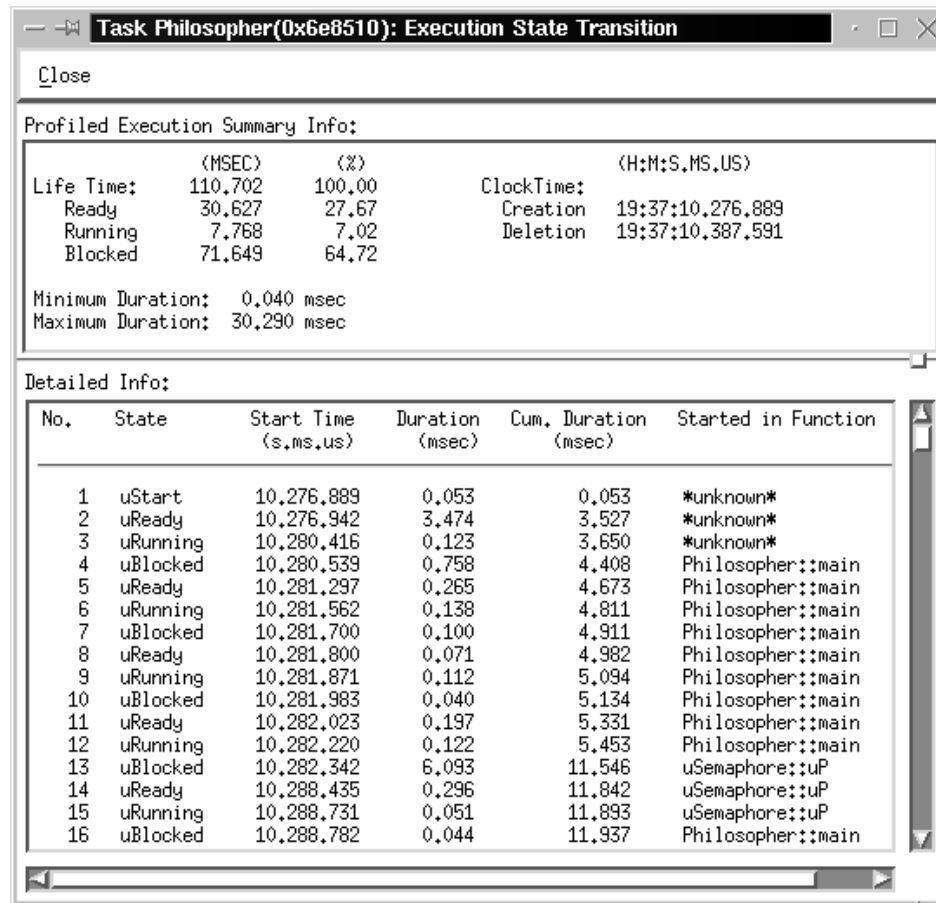 Task Philosopher(0x6e8510): Execution State Transition
Close
Profiled Execution Summary Info:
(MSEC) (%) (H:M:S.MS.US)
Life Time: 110.702 100.00 ClockTime:
Ready 30.627 27.67 Creation 19:37:10.276.889
Running 7.768 7.02 Deletion 19:37:10.387.591
Blocked 71.649 64.72
Minimum Duration: 0.040 msec
Maximum Duration: 30.290 msec
Detailed Info:
No. State Start Time Duration Cum. Duration Started in Function
(s.ms.us) (msec) (msec)
1 uStart 10.276.889 0.053 0.053 *unknown*
2 uReady 10.276.942 3.474 3.527 *unknown*
3 uRunning 10.280.416 0.123 3.650 *unknown*
4 uBlocked 10.280.539 0.758 4.408 Philosopher::main
5 uReady 10.281.297 0.265 4.673 Philosopher::main
6 uRunning 10.281.562 0.138 4.811 Philosopher::main
7 uBlocked 10.281.700 0.100 4.911 Philosopher::main
8 uReady 10.281.800 0.071 4.982 Philosopher::main
9 uRunning 10.281.871 0.112 5.094 Philosopher::main
10 uBlocked 10.281.983 0.040 5.134 Philosopher::main
11 uReady 10.282.023 0.197 5.331 Philosopher::main
12 uRunning 10.282.220 0.122 5.453 Philosopher::main
13 uBlocked 10.282.342 6.093 11.546 uSemaphore::uP
14 uReady 10.288.435 0.296 11.842 uSemaphore::uP
15 uRunning 10.288.731 0.051 11.893 uSemaphore::uP
16 uBlocked 10.288.782 0.044 11.937 Philosopher::main